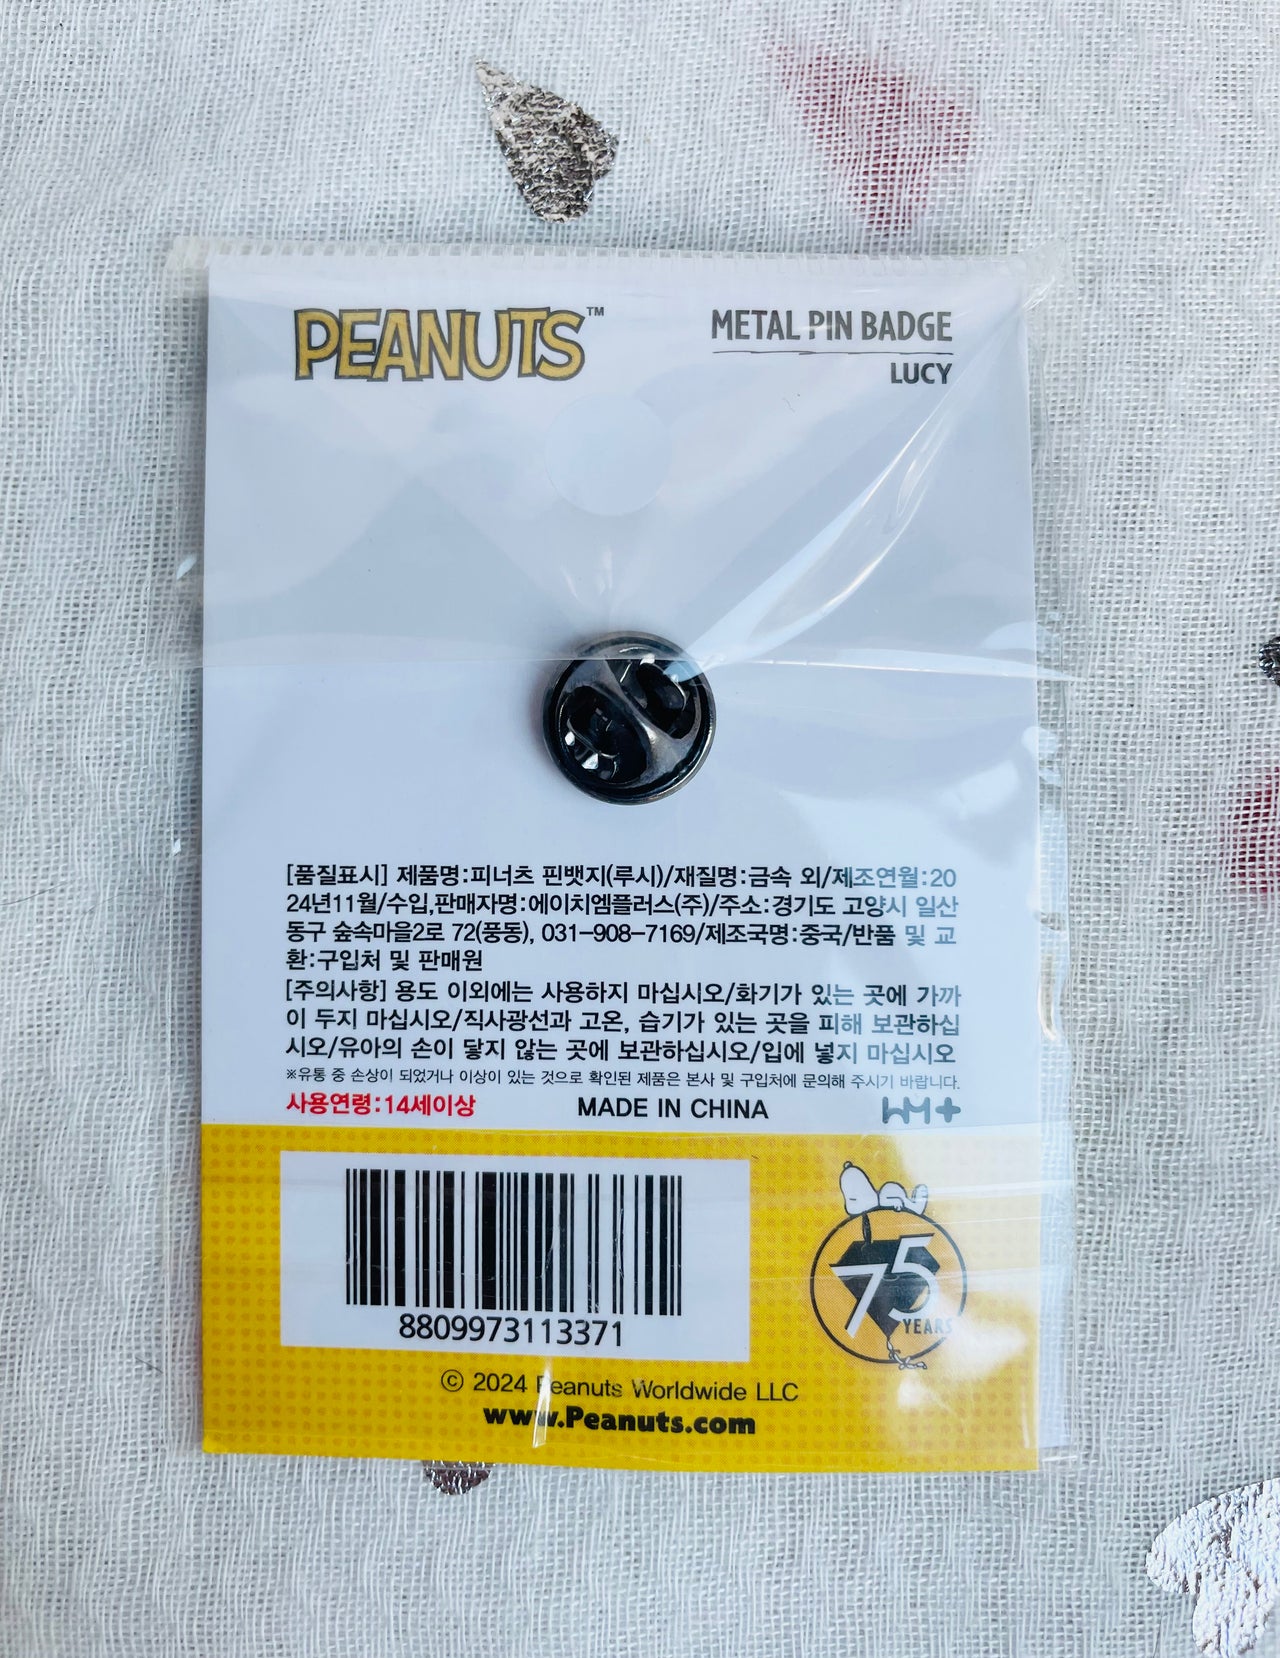 PEANUTS™
METAL PIN BADGE
LUCY
[품질표시] 제품명:피너츠 핀뱃지(루시)/재질명:금속 외/제조연월:20
24년11월/수입,판매자명:에이치엠플러스(주)/주소:경기도 고양시 일산
동구 숲속마을2로 72(풍동), 031-908-7169/제조국명:중국/반품 및 교
환:구입처 및 판매원
[주의사항] 용도 이외에는 사용하지 마십시오/화기가 있는 곳에 가까
이 두지 마십시오/직사광선과 고온, 습기가 있는 곳을 피해 보관하십
시오/유아의 손이 닿지 않는 곳에 보관하십시오/입에 넣지 마십시오
※유통 중 손상이 되었거나 이상이 있는 것으로 확인된 제품은 본사 및 구입처에 문의해 주시기 바랍니다.
사용연령:14세이상
MADE IN CHINA
8809973113371
75
YEARS
© 2024 Peanuts Worldwide LLC
www.Peanuts.com